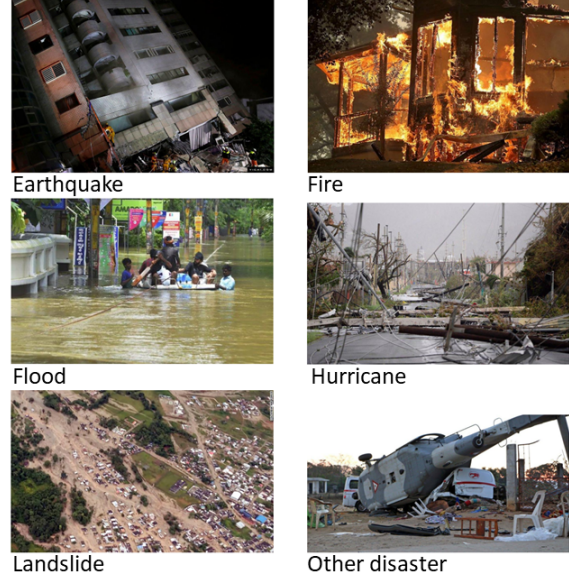 Earthquake
Fire
Flood
Hurricane
Landslide
Other disaster